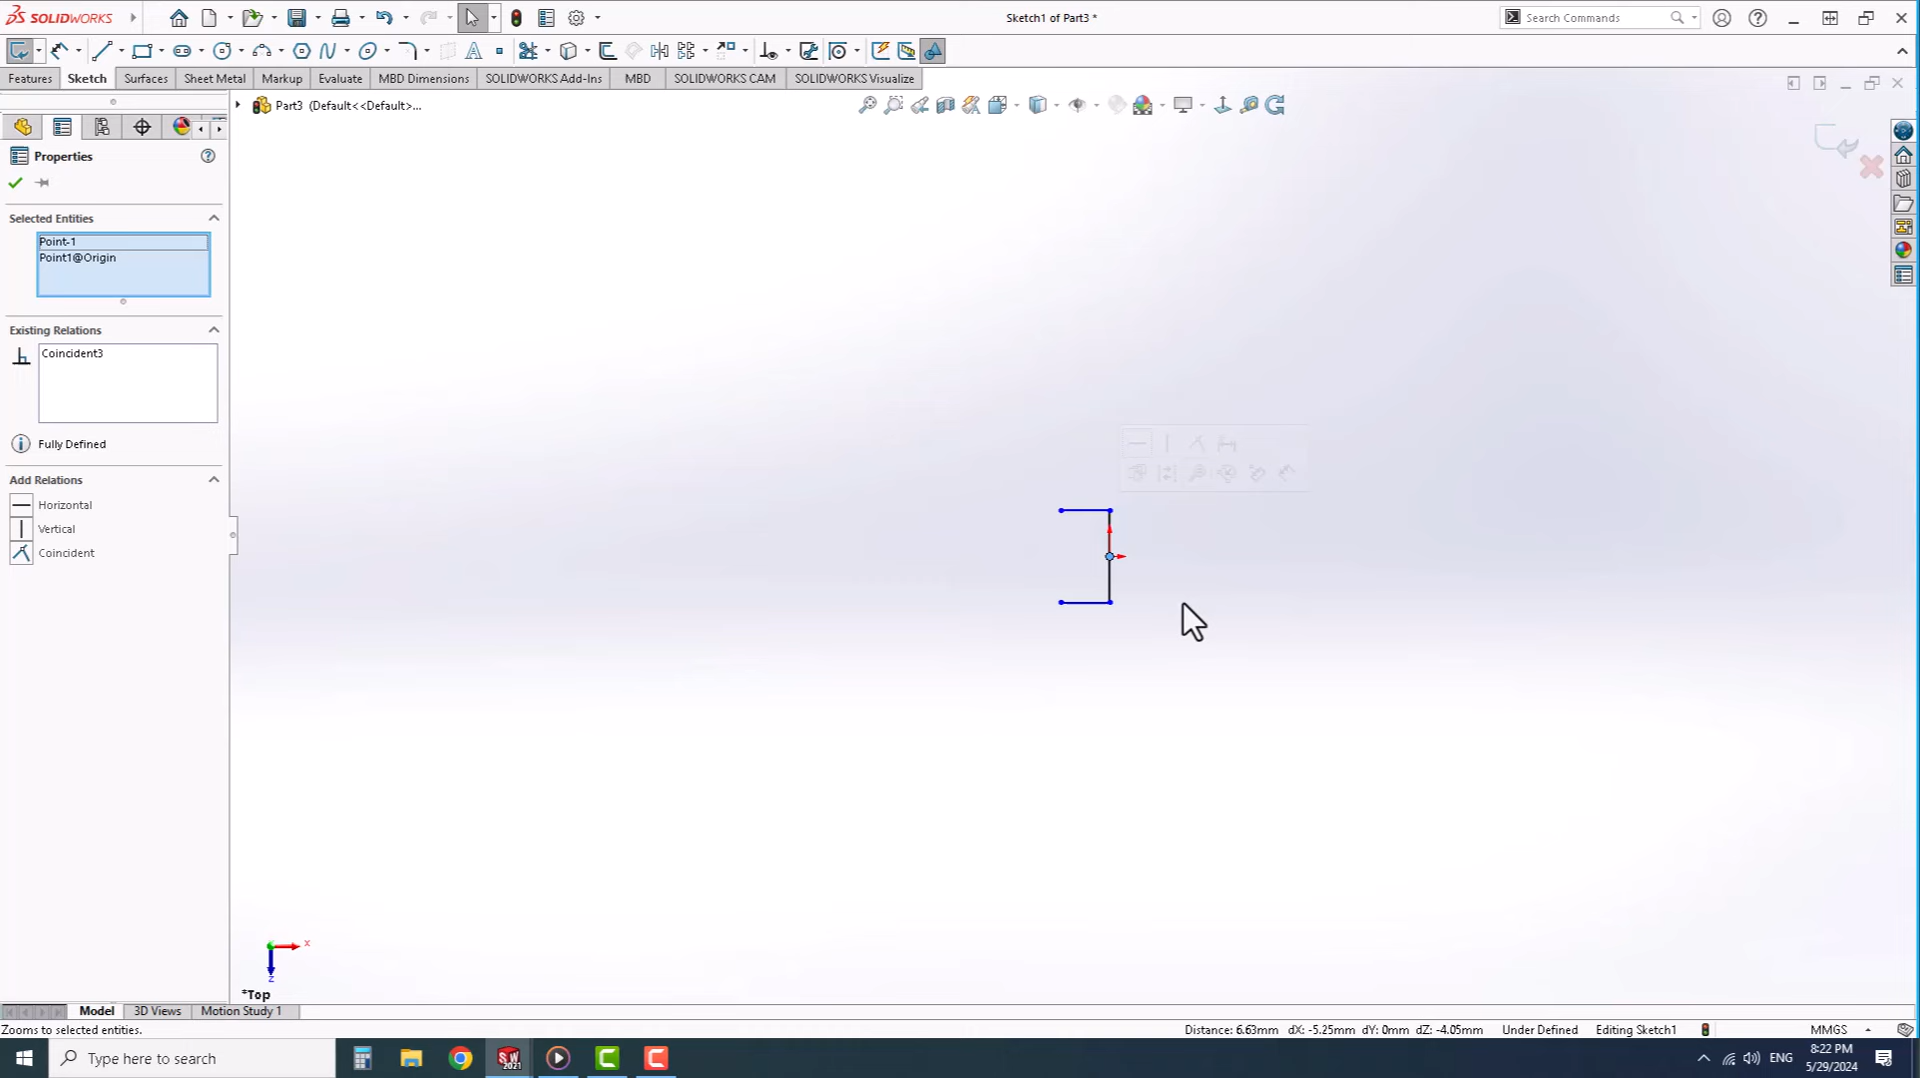 SOLIDWORKS
Sketch1 of Part3 *
Search Commands
Features
Sketch
Surfaces
Sheet Metal
Markup
Evaluate
MBD Dimensions
SOLIDWORKS Add-Ins
MBD
SOLIDWORKS CAM
SOLIDWORKS Visualize
Part3 (Default<<Default>...
Properties
Selected Entities
Point-1
Point1@Origin
Existing Relations
Coincident3
Fully Defined
Add Relations
Horizontal
Vertical
Coincident
x
z
*Top
Model
3D Views
Motion Study 1
Zooms to selected entities.
Distance: 6.63mm dX: -5.25mm dY: 0mm dZ: -4.05mm
Under Defined
Editing Sketch1
MMGS
Type here to search
SW
2021
ENG
8:22 PM
5/29/2024